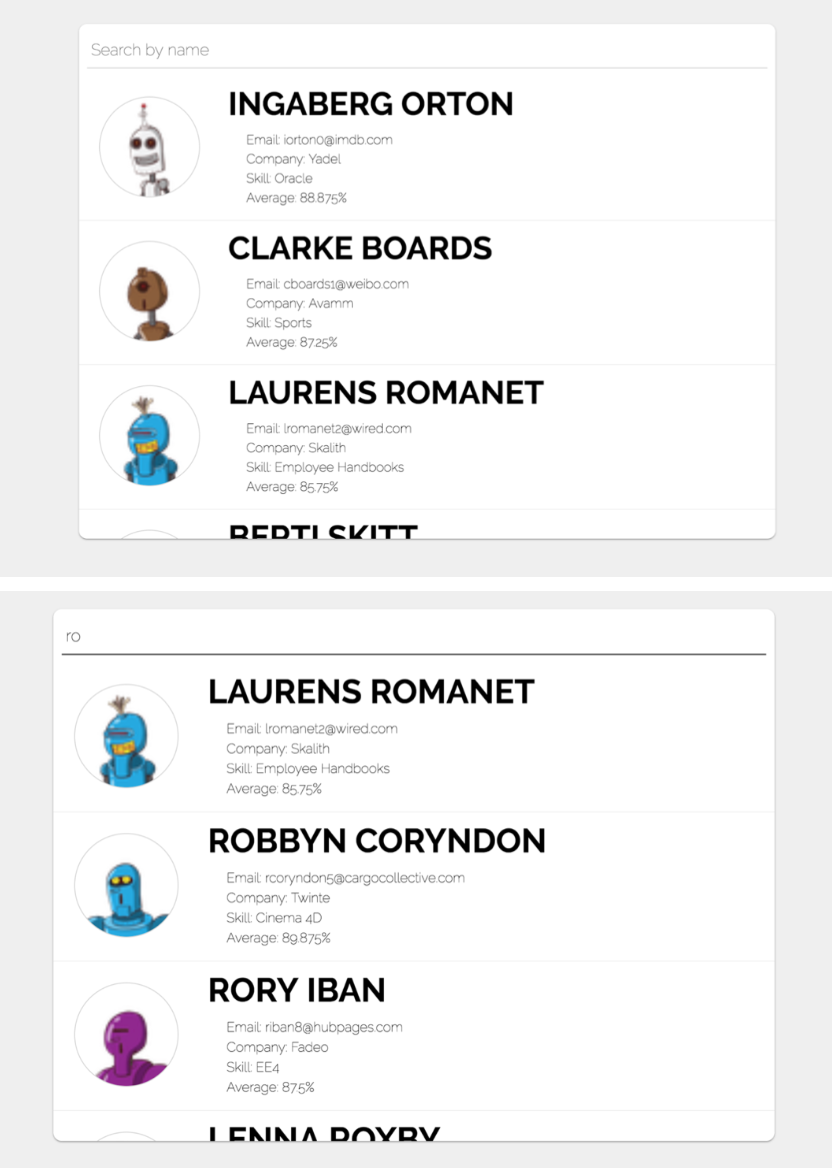 Search by name
INGABERG ORTON
Email: iorton0@imdb.com
Company: Yadel
Skill: Oracle
Average: 88.875%
CLARKE BOARDS
Email: cboards1@weibo.com
Company: Avamm
Skill: Sports
Average: 87.25%
LAURENS ROMANET
Email: lromanet2@wired.com
Company: Skalith
Skill: Employee Handbooks
Average: 85.75%
BERTI SKITT
ro
LAURENS ROMANET
Email: lromanet2@wired.com
Company: Skalith
Skill: Employee Handbooks
Average: 85.75%
ROBBYN CORYNDON
Email: rcoryndon5@cargocollective.com
Company: Twinte
Skill: Cinema 4D
Average: 89.875%
RORY IBAN
Email: riban8@hubpages.com
Company: Fadeo
Skill: EE4
Average: 87.5%
LENNA ROXBY